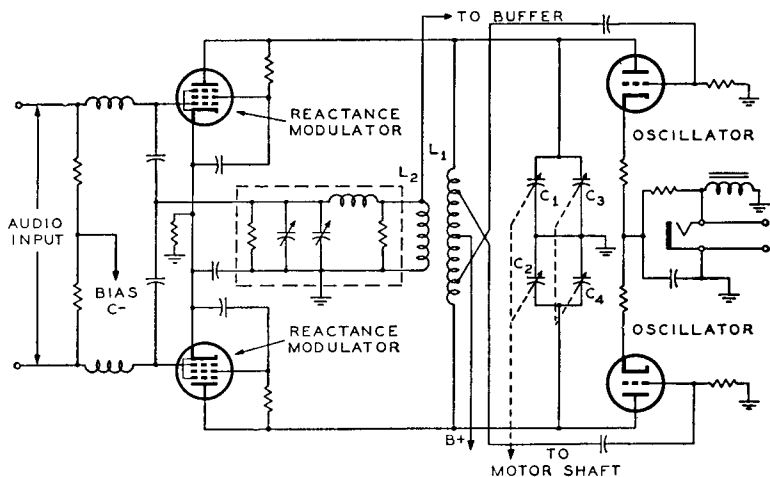 TO BUFFER
REACTANCE
MODULATOR
OSCILLATOR
L1
L2
C1
C3
AUDIO
INPUT
BIAS
C-
C2
C4
REACTANCE
MODULATOR
OSCILLATOR
B+
TO
MOTOR SHAFT